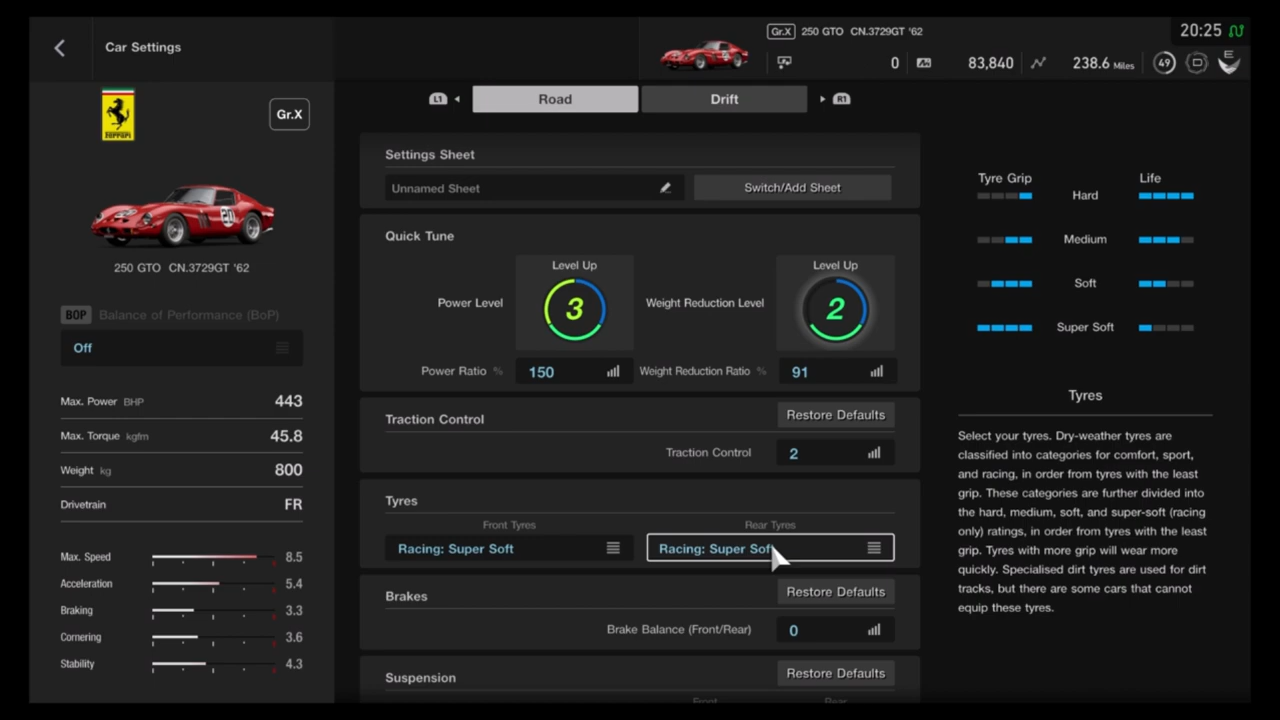 Car Settings
Gr.X 250 GTO CN.3729GT '62
20:25
0
83,840
238.6 Miles
49
D
E
Ferrari
Gr.X
250 GTO CN.3729GT '62
BOP Balance of Performance (BoP)
Off
Max. Power BHP 443
Max. Torque kgfm 45.8
Weight kg 800
Drivetrain FR
Max. Speed 8.5
Acceleration 5.4
Braking 3.3
Cornering 3.6
Stability 4.3
L1 Road Drift R1
Settings Sheet
Unnamed Sheet Switch/Add Sheet
Quick Tune
Level Up Level Up
Power Level 3 Weight Reduction Level 2
Power Ratio % 150 Weight Reduction Ratio % 91
Traction Control Restore Defaults
Traction Control 2
Tyres
Front Tyres Rear Tyres
Racing: Super Soft Racing: Super Soft
Brakes Restore Defaults
Brake Balance (Front/Rear) 0
Suspension Restore Defaults
Front Rear
Tyre Grip Life
Hard
Medium
Soft
Super Soft
Tyres
Select your tyres. Dry-weather tyres are
classified into categories for comfort, sport,
and racing, in order from tyres with the least
grip. These categories are further divided into
the hard, medium, soft, and super-soft (racing
only) ratings, in order from tyres with the least
grip. Tyres with more grip will wear more
quickly. Specialised dirt tyres are used for dirt
tracks, but there are some cars that cannot
equip these tyres.